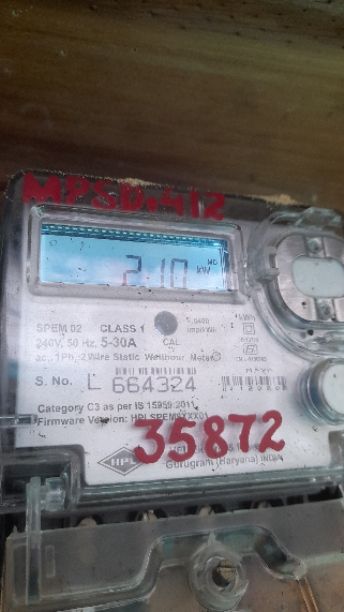 MPSD.412
2.10
MD
kW
SPEM 02 CLASS 1
240V, 50 Hz, 5-30A
CAL
ac, 1Ph, 2 Wire Static Watthour Meter
S. No. L 664324
Category C3 as per IS 15959:2011
Firmware Version: HPLSPEM
35872
HPL
Gurugram (Haryana) INDIA